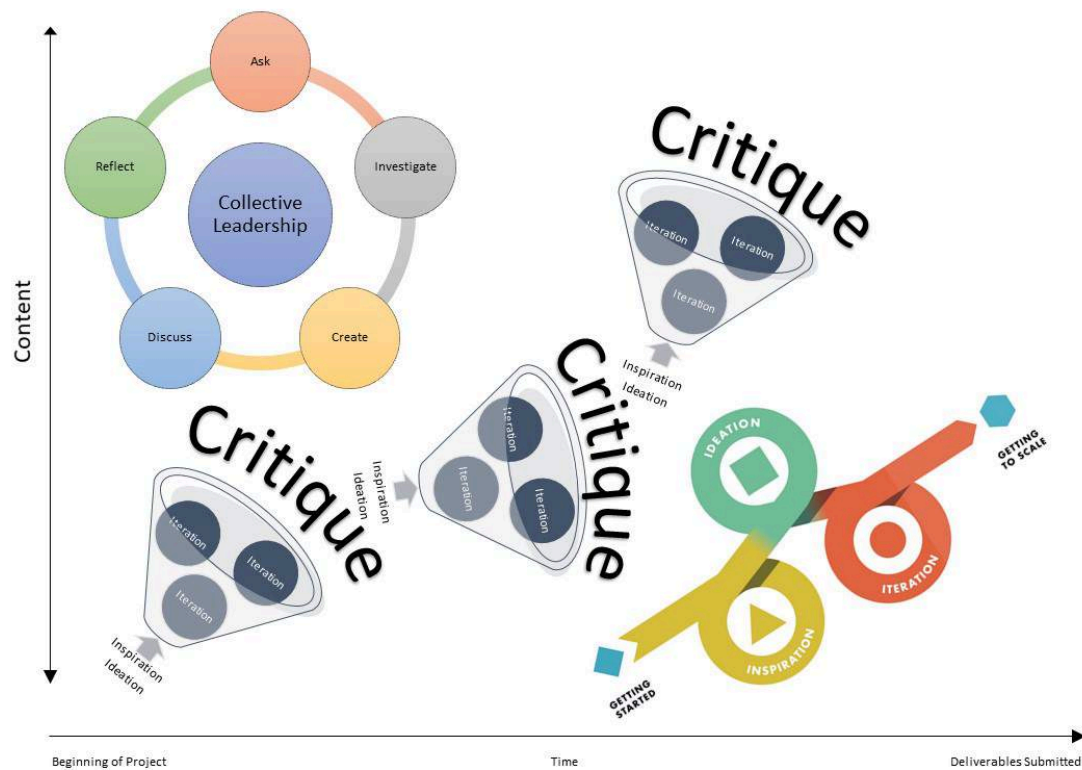 Ask
Reflect
Investigate
Collective
Leadership
Discuss
Create
Content
Critique
Iteration
Iteration
Iteration
Inspiration
Ideation
Critique
Iteration
Iteration
Iteration
Inspiration
Ideation
Critique
Iteration
Iteration
Iteration
Inspiration
Ideation
IDEATION
GETTING
TO SCALE
ITERATION
INSPIRATION
GETTING
STARTED
Beginning of Project
Time
Deliverables Submitted